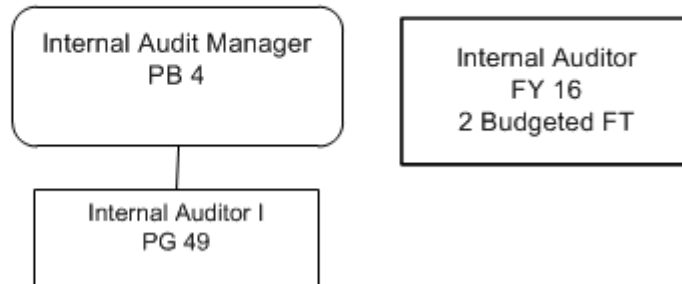 Internal Audit Manager
PB 4
Internal Auditor
FY 16
2 Budgeted FT
Internal Auditor I
PG 49